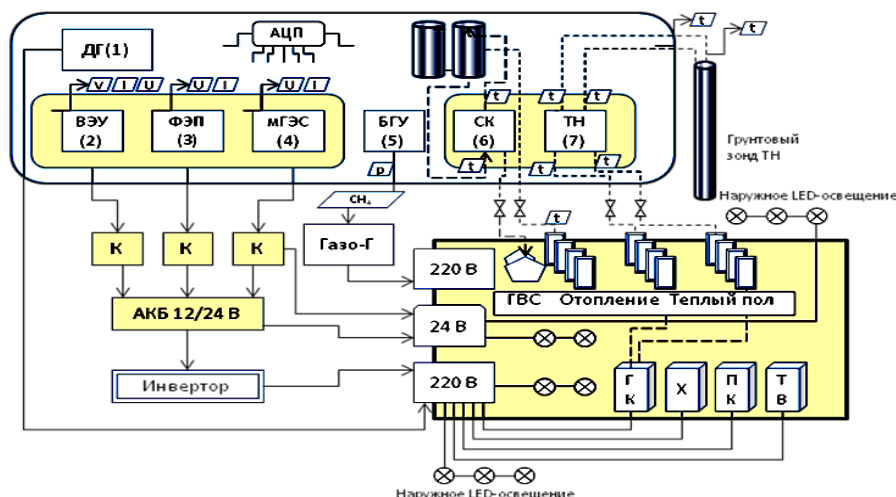 ДГ(1)
АЦП
t
t
V I U
U I
U I
t
t
t
ВЭУ
(2)
ФЭП
(3)
мГЭС
(4)
БГУ
(5)
СК
(6)
ТН
(7)
p
t
t
t
Грунтовый
зонд ТН
CH₄
Наружное LED-освещение
t
К
К
К
Газо-Г
220 В
ГВС Отопление Теплый пол
АКБ 12/24 В
24 В
Инвертор
220 В
Г
К
Х
П
К
Т
В
Наружное LED-освещение